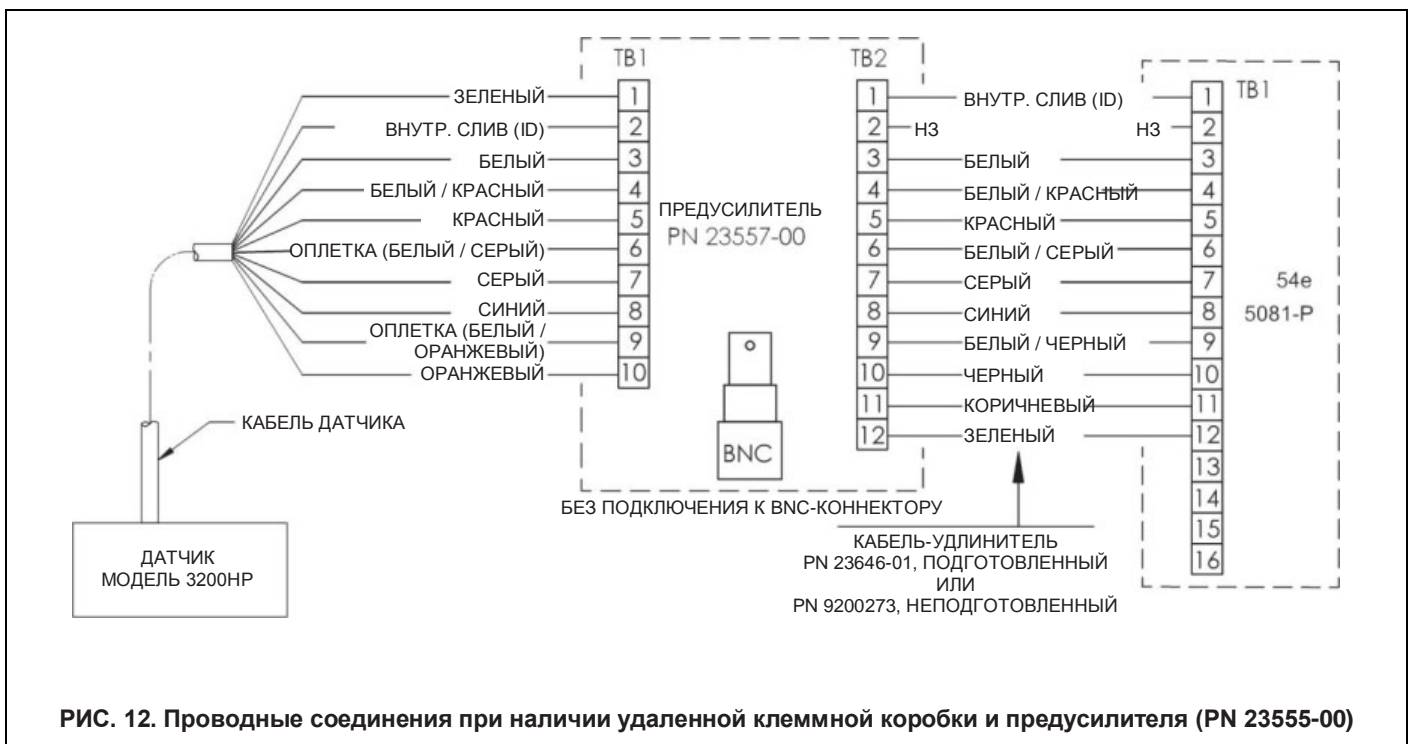 TB1
1
2
3
4
5
6
7
8
9
10
ЗЕЛЕНЫЙ
ВНУТР. СЛИВ (ID)
БЕЛЫЙ
БЕЛЫЙ / КРАСНЫЙ
КРАСНЫЙ
ОПЛЕТКА (БЕЛЫЙ / СЕРЫЙ)
СЕРЫЙ
СИНИЙ
ОПЛЕТКА (БЕЛЫЙ /
ОРАНЖЕВЫЙ)
ОРАНЖЕВЫЙ
КАБЕЛЬ ДАТЧИКА
ДАТЧИК
МОДЕЛЬ 3200HP
ПРЕДУСИЛИТЕЛЬ
PN 23557-00
BNC
БЕЗ ПОДКЛЮЧЕНИЯ К BNC-КОННЕКТОРУ
TB2
1
2
3
4
5
6
7
8
9
10
11
12
ВНУТР. СЛИВ (ID)
НЗ
НЗ
БЕЛЫЙ
БЕЛЫЙ / КРАСНЫЙ
КРАСНЫЙ
БЕЛЫЙ / СЕРЫЙ
СЕРЫЙ
СИНИЙ
БЕЛЫЙ / ЧЕРНЫЙ
ЧЕРНЫЙ
КОРИЧНЕВЫЙ
ЗЕЛЕНЫЙ
КАБЕЛЬ-УДЛИНИТЕЛЬ
PN 23646-01, ПОДГОТОВЛЕННЫЙ
ИЛИ
PN 9200273, НЕПОДГОТОВЛЕННЫЙ
TB1
1
2
3
4
5
6
7
8
9
10
11
12
13
14
15
16
54e
5081-P
РИС. 12. Проводные соединения при наличии удаленной клеммной коробки и предусилителя (PN 23555-00)